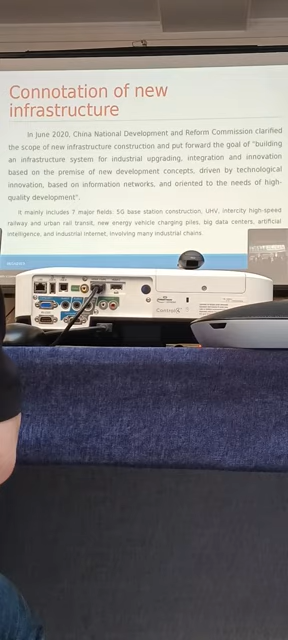 Connotation of new
infrastructure
In June 2020, China National Development and Reform Commission clarified
the scope of new infrastructure construction and put forward the goal of "building
an infrastructure system for industrial upgrading, integration and innovation
based on the premise of new development concepts, driven by technological
innovation, based on information networks, and oriented to the needs of high-
quality development".
It mainly includes 7 major fields: 5G base station construction, UHV, intercity high-speed
railway and urban rail transit, new energy vehicle charging piles, big data centers, artificial
intelligence, and industrial internet, involving many industrial chains.